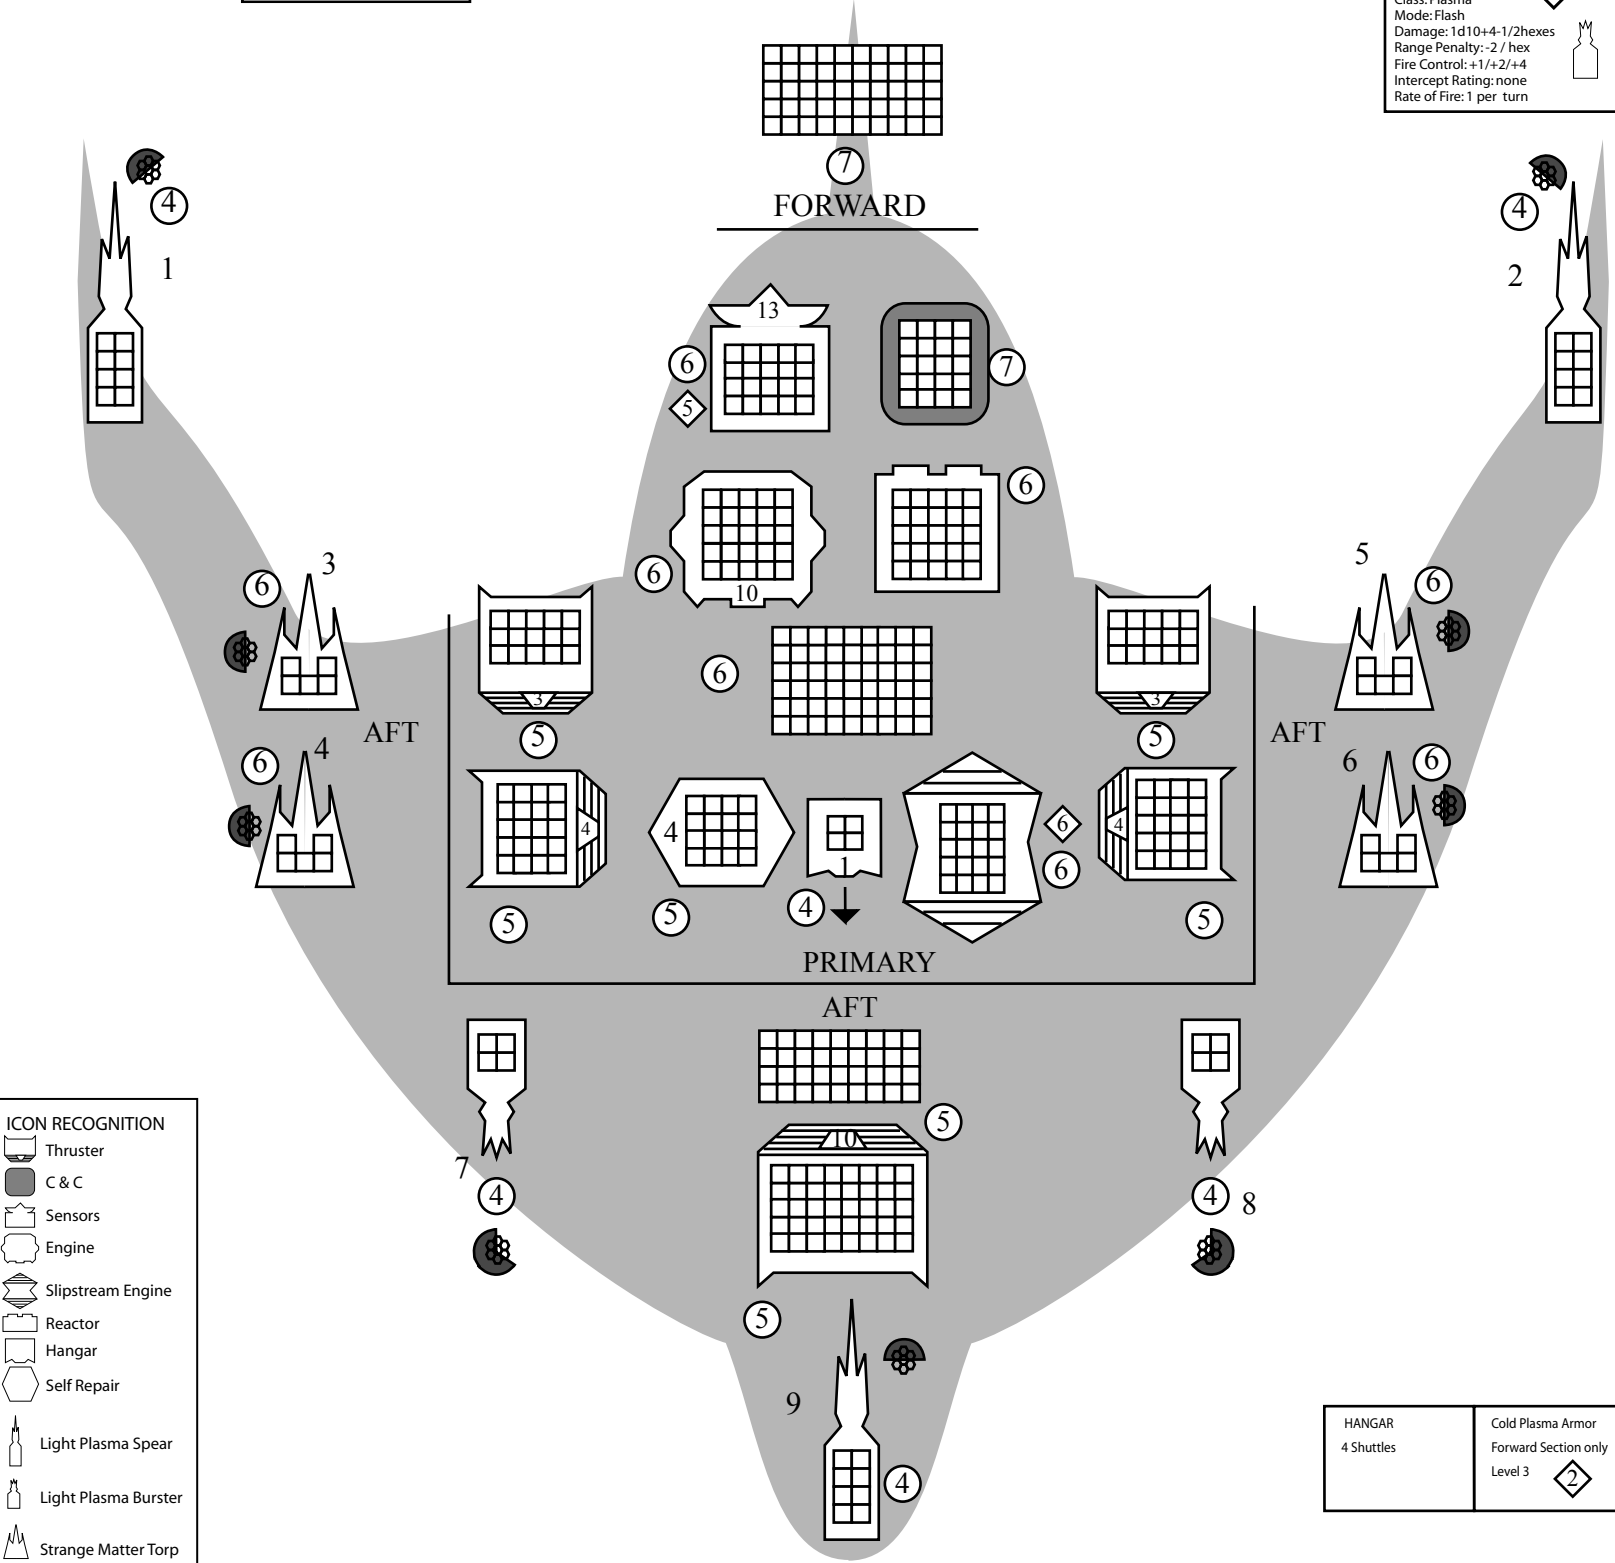 Mode: Flash
Damage: 1d10+4-1/2hexes
Range Penalty: -2 / hex
Fire Control: +1/+2/+4
Intercept Rating: none
Rate of Fire: 1 per turn
7
FORWARD
4
1
4
2
13
6
5
7
6
6
10
3
6
5
6
3
6
3
5
AFT
5
AFT
4
6
6
6
4
4
1
6
6
4
5
5
4
5
PRIMARY
AFT
5
10
7
4
4
8
5
9
4
ICON RECOGNITION
Thruster
C & C
Sensors
Engine
Slipstream Engine
Reactor
Hangar
Self Repair
Light Plasma Spear
Light Plasma Burster
Strange Matter Torp
HANGAR
4 Shuttles
Cold Plasma Armor
Forward Section only
Level 3
2